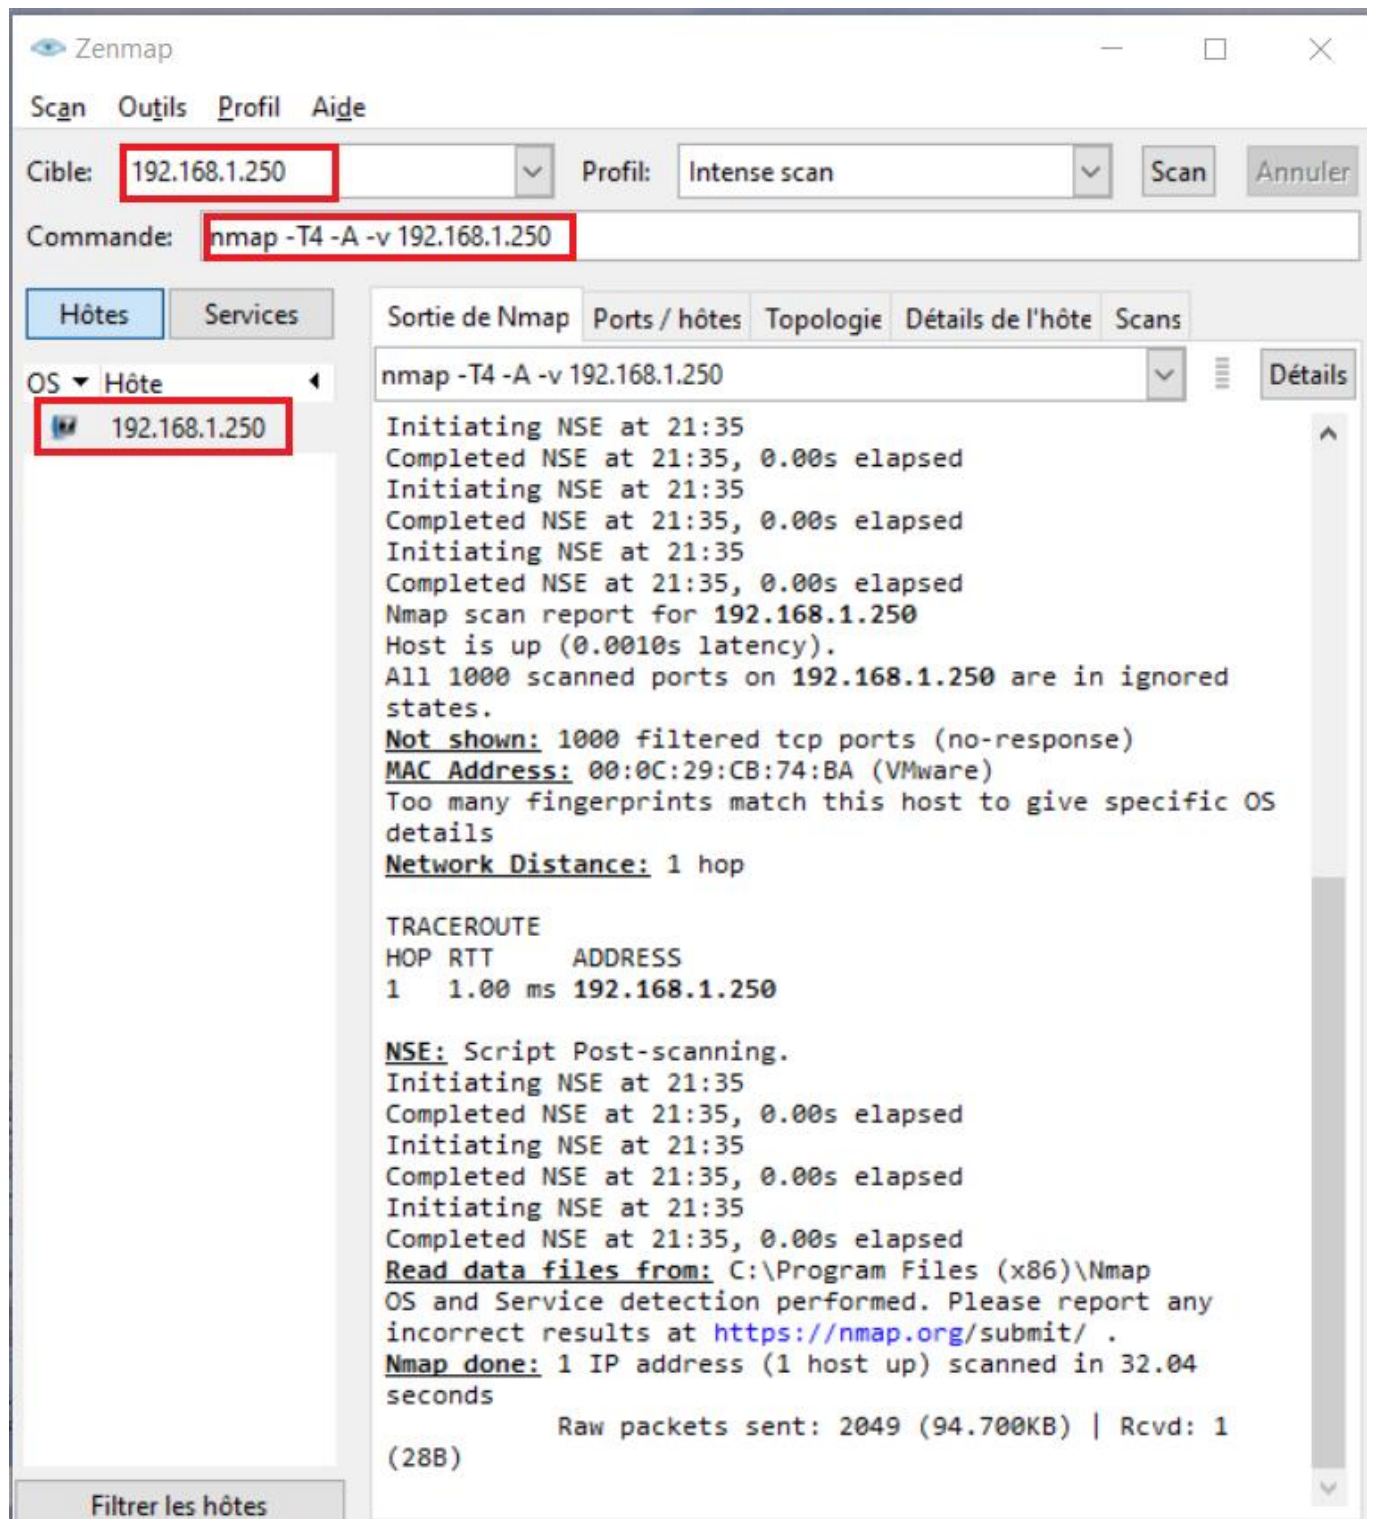 Zenmap
Scan Outils Profil Aide
Cible: 192.168.1.250 Profil: Intense scan Scan Annuler
Commande: nmap -T4 -A -v 192.168.1.250
Hôtes Services
Sortie de Nmap Ports / hôtes Topologie Détails de l'hôte Scans
nmap -T4 -A -v 192.168.1.250 Détails
OS Hôte
192.168.1.250
Initiating NSE at 21:35
Completed NSE at 21:35, 0.00s elapsed
Initiating NSE at 21:35
Completed NSE at 21:35, 0.00s elapsed
Initiating NSE at 21:35
Completed NSE at 21:35, 0.00s elapsed
Nmap scan report for 192.168.1.250
Host is up (0.0010s latency).
All 1000 scanned ports on 192.168.1.250 are in ignored
states.
Not shown: 1000 filtered tcp ports (no-response)
MAC Address: 00:0C:29:CB:74:BA (VMware)
Too many fingerprints match this host to give specific OS
details
Network Distance: 1 hop
TRACEROUTE
HOP RTT ADDRESS
1 1.00 ms 192.168.1.250
NSE: Script Post-scanning.
Initiating NSE at 21:35
Completed NSE at 21:35, 0.00s elapsed
Initiating NSE at 21:35
Completed NSE at 21:35, 0.00s elapsed
Initiating NSE at 21:35
Completed NSE at 21:35, 0.00s elapsed
Read data files from: C:\Program Files (x86)\Nmap
OS and Service detection performed. Please report any
incorrect results at https://nmap.org/submit/ .
Nmap done: 1 IP address (1 host up) scanned in 32.04
seconds
Raw packets sent: 2049 (94.700KB) | Rcvd: 1
(28B)
Filtrer les hôtes